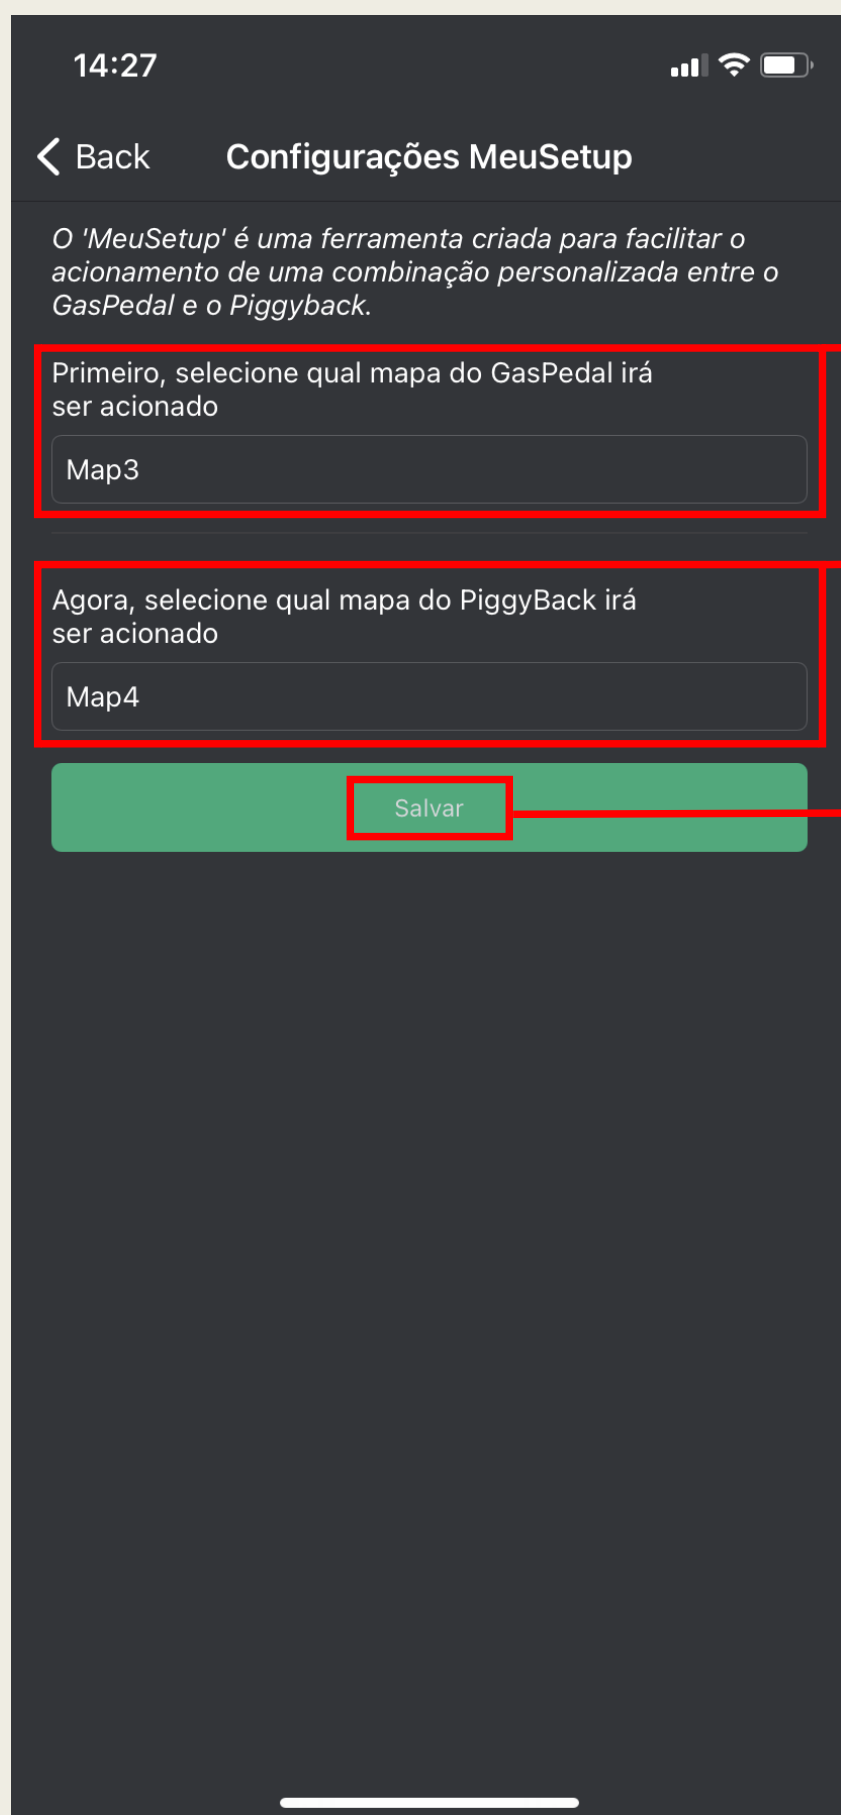 14:27
Back
Configurações MeuSetup
O 'MeuSetup' é uma ferramenta criada para facilitar o
acionamento de uma combinação personalizada entre o
GasPedal e o Piggyback.
Primeiro, selecione qual mapa do GasPedal irá
ser acionado
Map3
Agora, selecione qual mapa do PiggyBack irá
ser acionado
Map4
Salvar